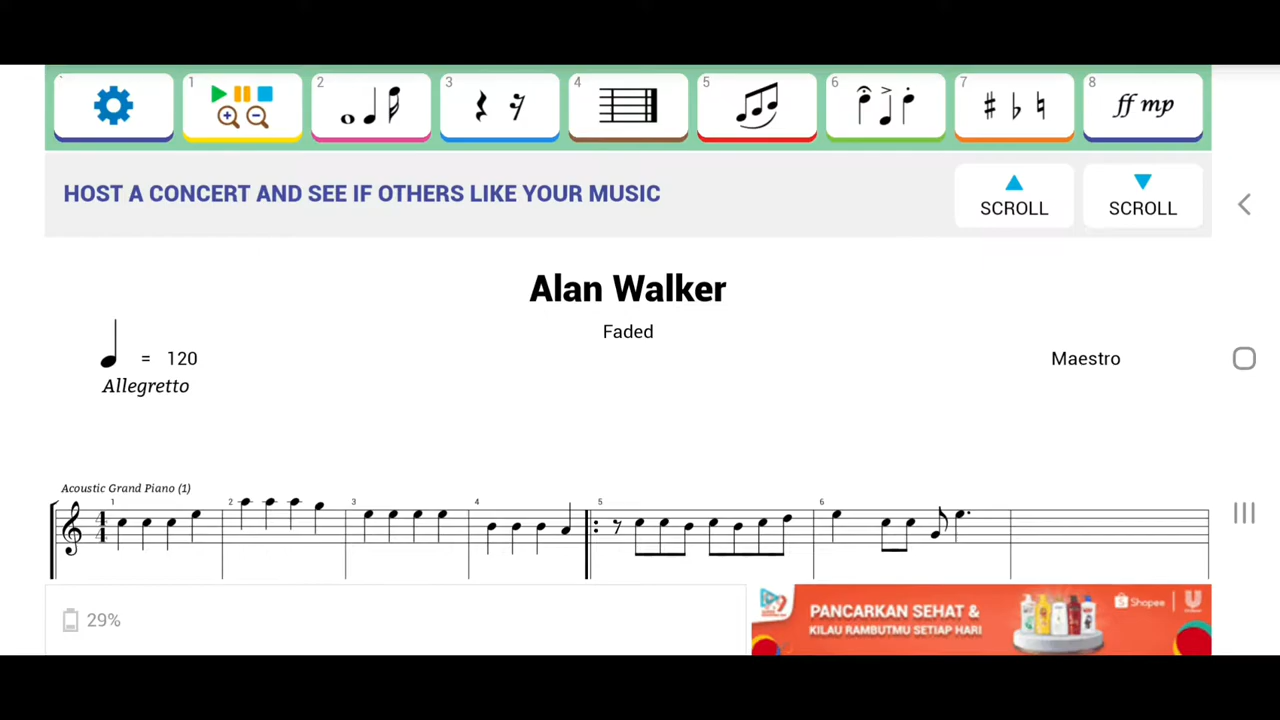 1
2
3
4
5
6
7
8
ff mp
HOST A CONCERT AND SEE IF OTHERS LIKE YOUR MUSIC
SCROLL
SCROLL
Alan Walker
Faded
= 120
Maestro
Allegretto
Acoustic Grand Piano (1)
1
2
3
4
5
6
4
4
29%
PANCARKAN SEHAT &
KILAU RAMBUTMU SETIAP HARI
Shopee